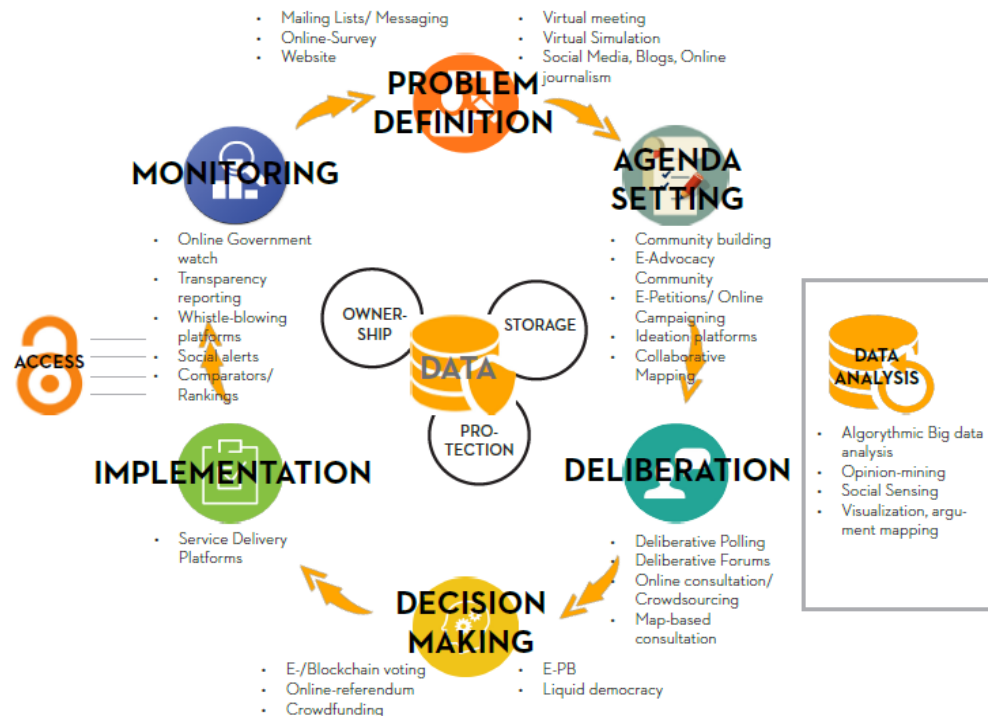 • Mailing Lists/ Messaging
• Online-Survey
• Website
• Virtual meeting
• Virtual Simulation
• Social Media, Blogs, Online
journalism
PROBLEM
DEFINITION
MONITORING
• Online Government
watch
• Transparency
reporting
• Whistle-blowing
platforms
• Social alerts
• Comparators/
Rankings
AGENDA
SETTING
• Community building
• E-Advocacy
Community
• E-Petitions/ Online
Campaigning
• Ideation platforms
• Collaborative
Mapping
ACCESS
OWNER-
SHIP
STORAGE
DATA
PRO-
TECTION
DATA
ANALYSIS
• Algorythmic Big data
analysis
• Opinion-mining
• Social Sensing
• Visualization, argu-
ment mapping
IMPLEMENTATION
• Service Delivery
Platforms
DELIBERATION
• Deliberative Polling
• Deliberative Forums
• Online consultation/
Crowdsourcing
• Map-based
consultation
DECISION
MAKING
• E-/Blockchain voting
• Online-referendum
• Crowdfunding
• E-PB
• Liquid democracy